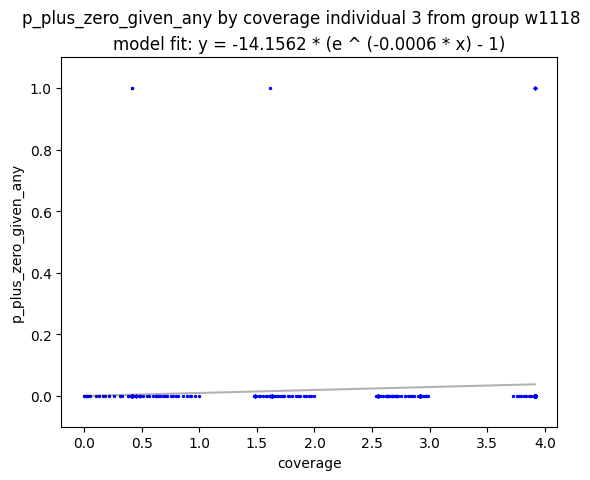 p_plus_zero_given_any by coverage individual 3 from group w1118
model fit: y = -14.1562 * (e ^ (-0.0006 * x) - 1)
1.0
0.8
0.6
0.4
0.2
0.0
p_plus_zero_given_any
0.0 0.5 1.0 1.5 2.0 2.5 3.0 3.5 4.0
coverage